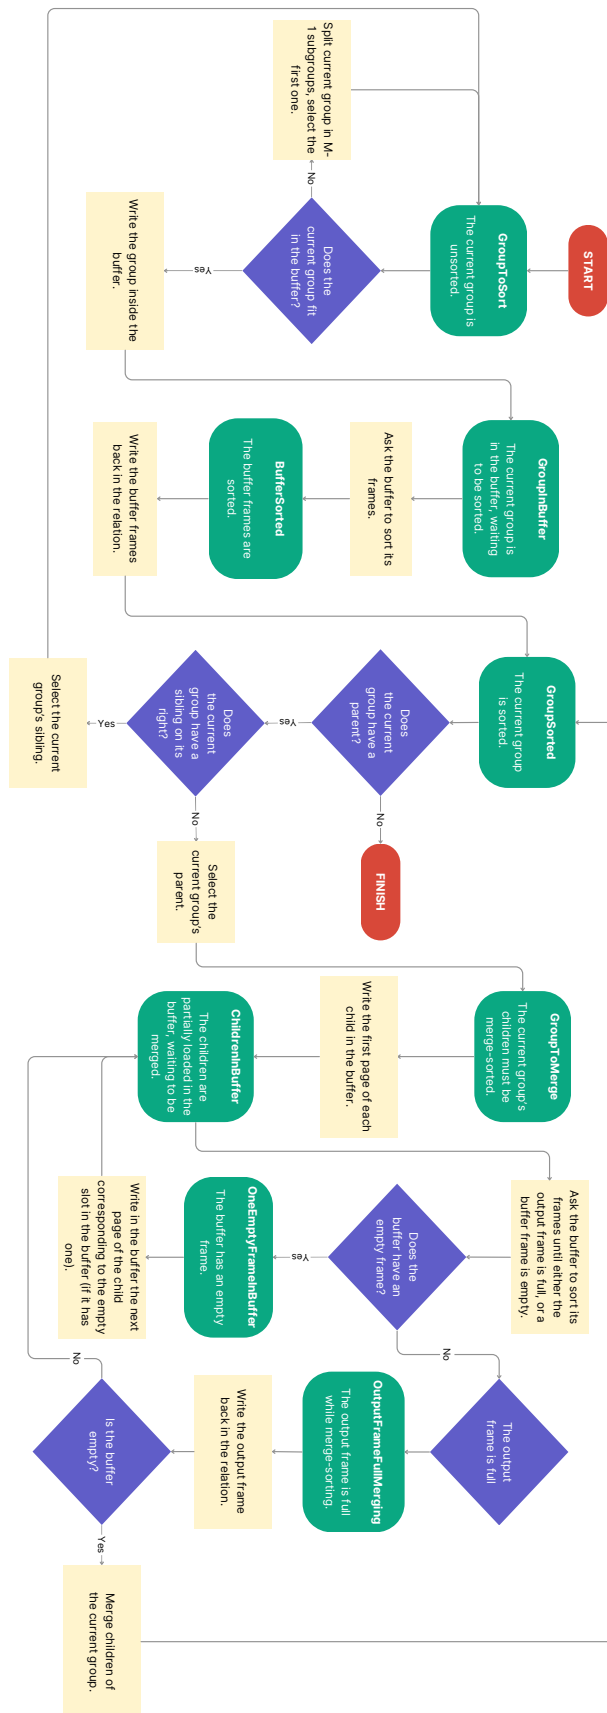 START
GroupToSort
The current group is
unsorted.
Does the
current group fit
in the buffer?
No
Split current group in M-
1 subgroups, select the
first one.
Yes
Write the group inside the
buffer.
GroupInBuffer
The current group is
in the buffer, waiting
to be sorted.
Ask the buffer to sort its
frames.
BufferSorted
The buffer frames are
sorted.
Write the buffer frames
back in the relation.
GroupSorted
The current group
is sorted.
Does
the current
group have a
parent?
No
FINISH
Yes
Does
the current
group have a
sibling on its
right?
Yes
Select the current
group's sibling.
No
Select the
current group's
parent.
GroupToMerge
The current group's
children must be
merge-sorted.
Write the first page of each
child in the buffer.
ChildrenInBuffer
The children are
partially loaded in the
buffer, waiting to be
merged.
Ask the buffer to sort its
frames until either the
output frame is full, or a
buffer frame is empty.
Does the
buffer have an
empty frame?
Yes
OneEmptyFrameInBuffer
The buffer has an empty
frame.
Write in the buffer the next
page of the child
corresponding to the empty
slot in the buffer (if it has
one).
No
The output
frame is full
OutputFrameFullMerging
The output frame is full
while merge-sorting.
Write the output frame
back in the relation.
Is the buffer
empty?
No
Yes
Merge children of
the current group.